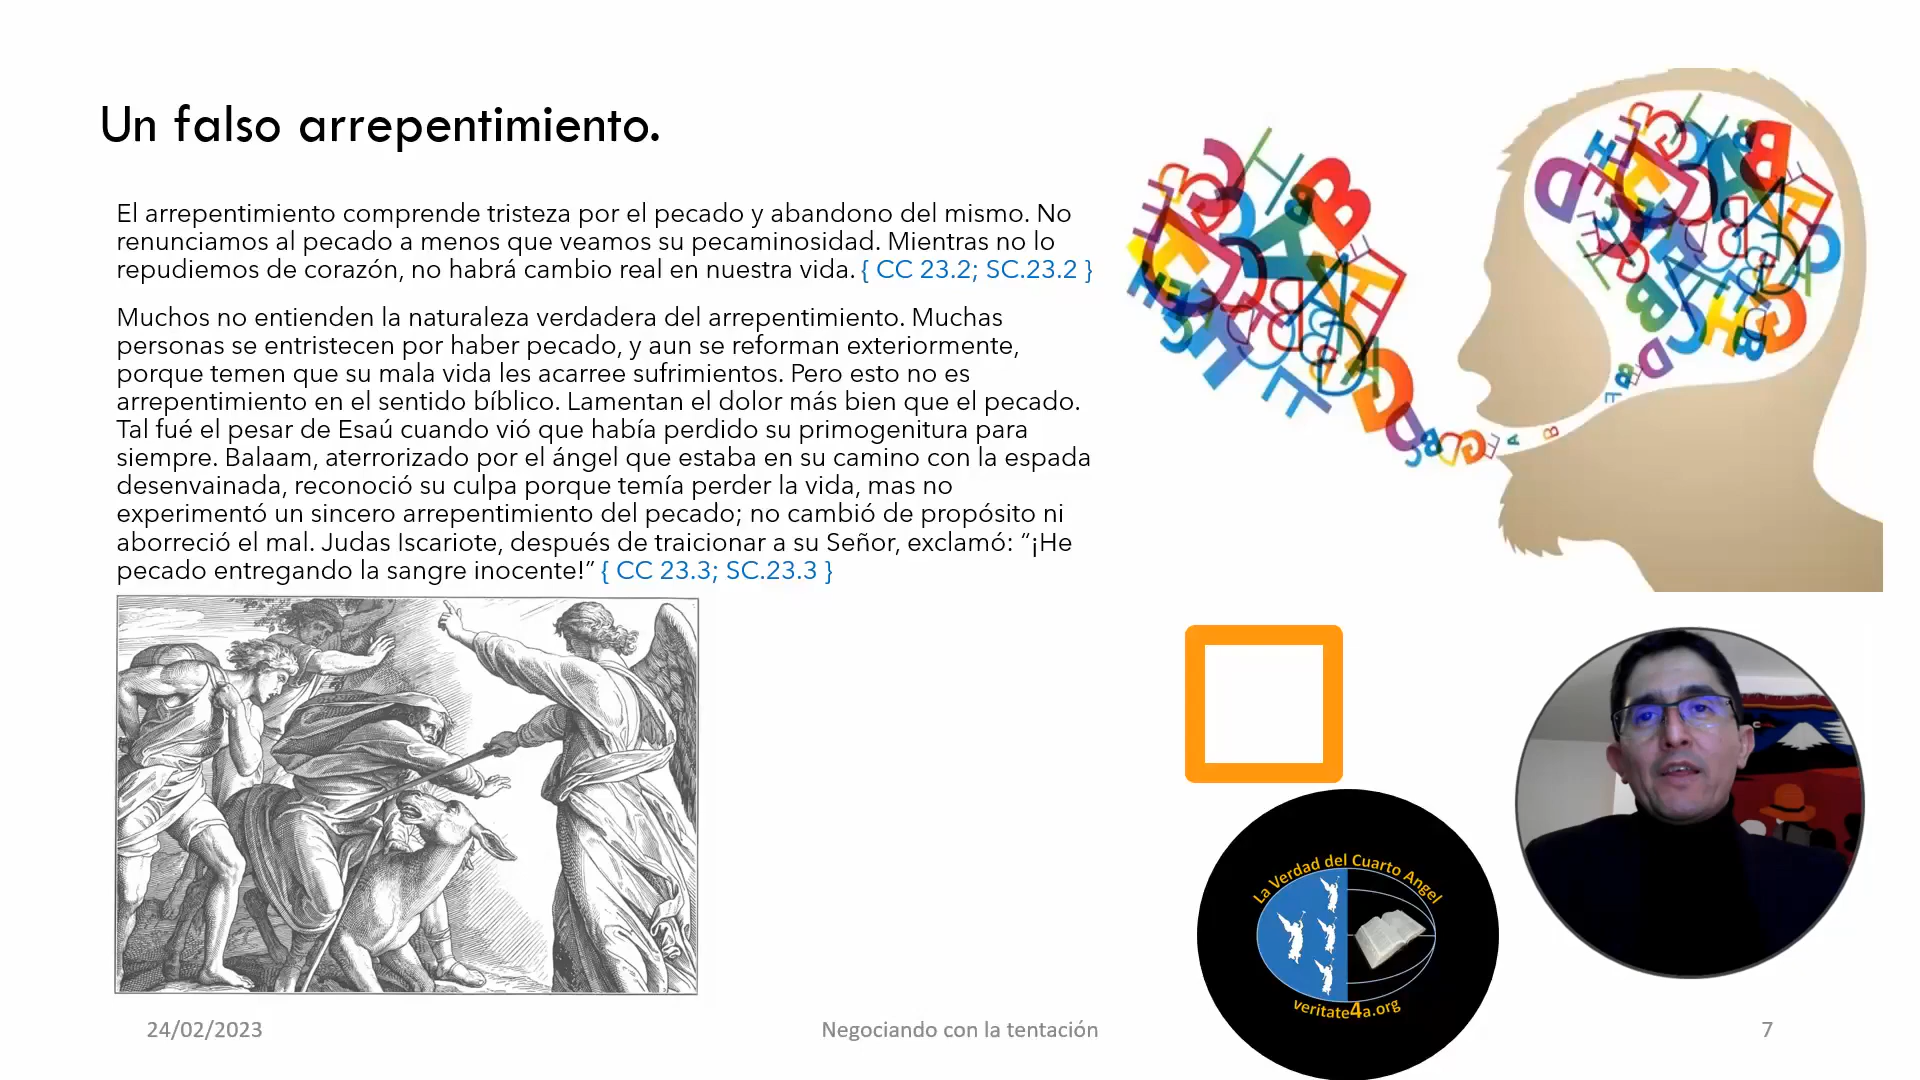 Un falso arrepentimiento.
El arrepentimiento comprende tristeza por el pecado y abandono del mismo. No
renunciamos al pecado a menos que veamos su pecaminosidad. Mientras no lo
repudiemos de corazón, no habrá cambio real en nuestra vida. { CC 23.2; SC.23.2 }
Muchos no entienden la naturaleza verdadera del arrepentimiento. Muchas
personas se entristecen por haber pecado, y aun se reforman exteriormente,
porque temen que su mala vida les acarree sufrimientos. Pero esto no es
arrepentimiento en el sentido bíblico. Lamentan el dolor más bien que el pecado.
Tal fué el pesar de Esaú cuando vió que había perdido su primogenitura para
siempre. Balaam, aterrorizado por el ángel que estaba en su camino con la espada
desenvainada, reconoció su culpa porque temía perder la vida, mas no
experimentó un sincero arrepentimiento del pecado; no cambió de propósito ni
aborreció el mal. Judas Iscariote, después de traicionar a su Señor, exclamó: “¡He
pecado entregando la sangre inocente!” { CC 23.3; SC.23.3 }
La Verdad del Cuarto Angel
veritate4a.org
24/02/2023
Negociando con la tentación
7